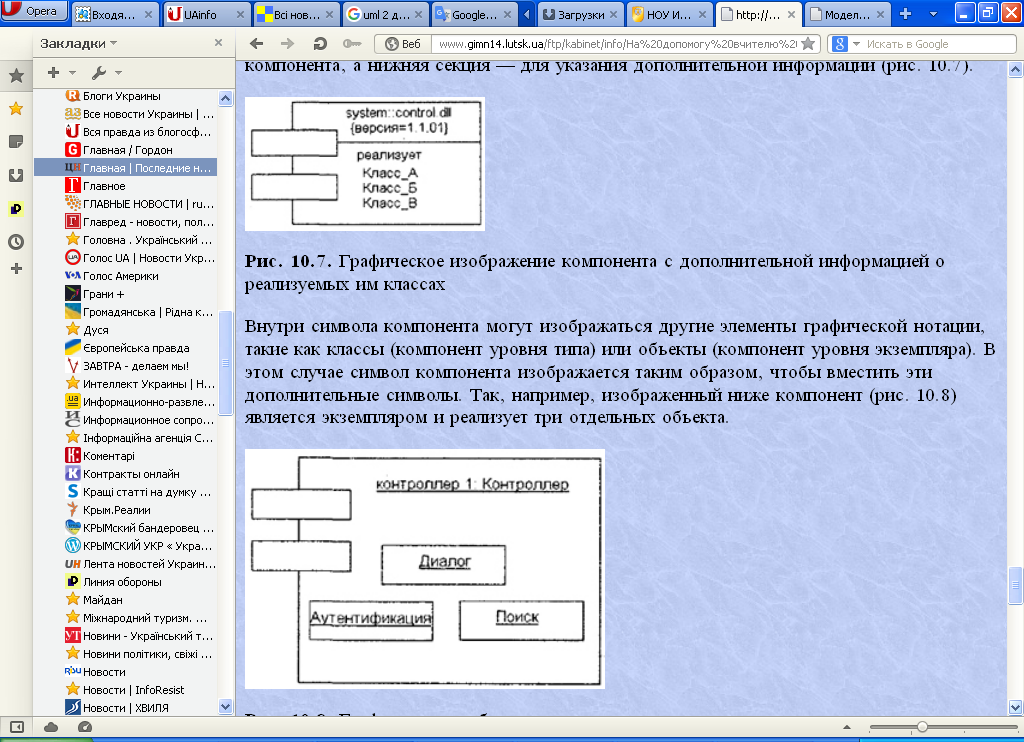 Opera
Входя...
UAinfo
Всі нов...
uml 2 д...
Google...
Загрузки
НОУ И...
http://...
Модел...
Закладки
Веб
www.gimn14.lutsk.ua/ftp/kabinet/info/На%20допомогу%20вчителю%2
Искать в Google
Блоги Украины
Все новости Украины | ...
Вся правда из блогосф...
Главная / Гордон
Главная | Последние н...
Главное
ГЛАВНЫЕ НОВОСТИ | ru...
Главред - новости, пол...
Головна . Український ...
Голос UA | Новости Укр...
Голос Америки
Грани +
Громадянська | Рідна к...
Дуся
Європейська правда
ЗАВТРА - делаем мы!
Интеллект Украины | Н...
Информационно-развле...
Информационное сопро...
Інформаційна агенція С...
Коментарі
Контракты онлайн
Кращі статті на думку ...
Крым.Реалии
КРЫМский бандеровец ...
КРЫМСКИЙ УКР « Укра...
Лента новостей Украин...
Линия обороны
Майдан
Міжнародний туризм. ...
Новини - Український т...
Новини політики, свіжі ...
Новости
Новости | InfoResist
Новости | ХВИЛЯ
компонента, а нижняя секция — для указания дополнительной информации (рис. 10.7).
system::control.dll
{версия=1.1.01}
реализует
Класс_А
Класс_Б
Класс_В
Рис. 10.7. Графическое изображение компонента с дополнительной информацией о
реализуемых им классах
Внутри символа компонента могут изображаться другие элементы графической нотации,
такие как классы (компонент уровня типа) или объекты (компонент уровня экземпляра). В
этом случае символ компонента изображается таким образом, чтобы вместить эти
дополнительные символы. Так, например, изображенный ниже компонент (рис. 10.8)
является экземпляром и реализует три отдельных объекта.
контроллер 1: Контроллер
Диалог
Аутентификация
Поиск